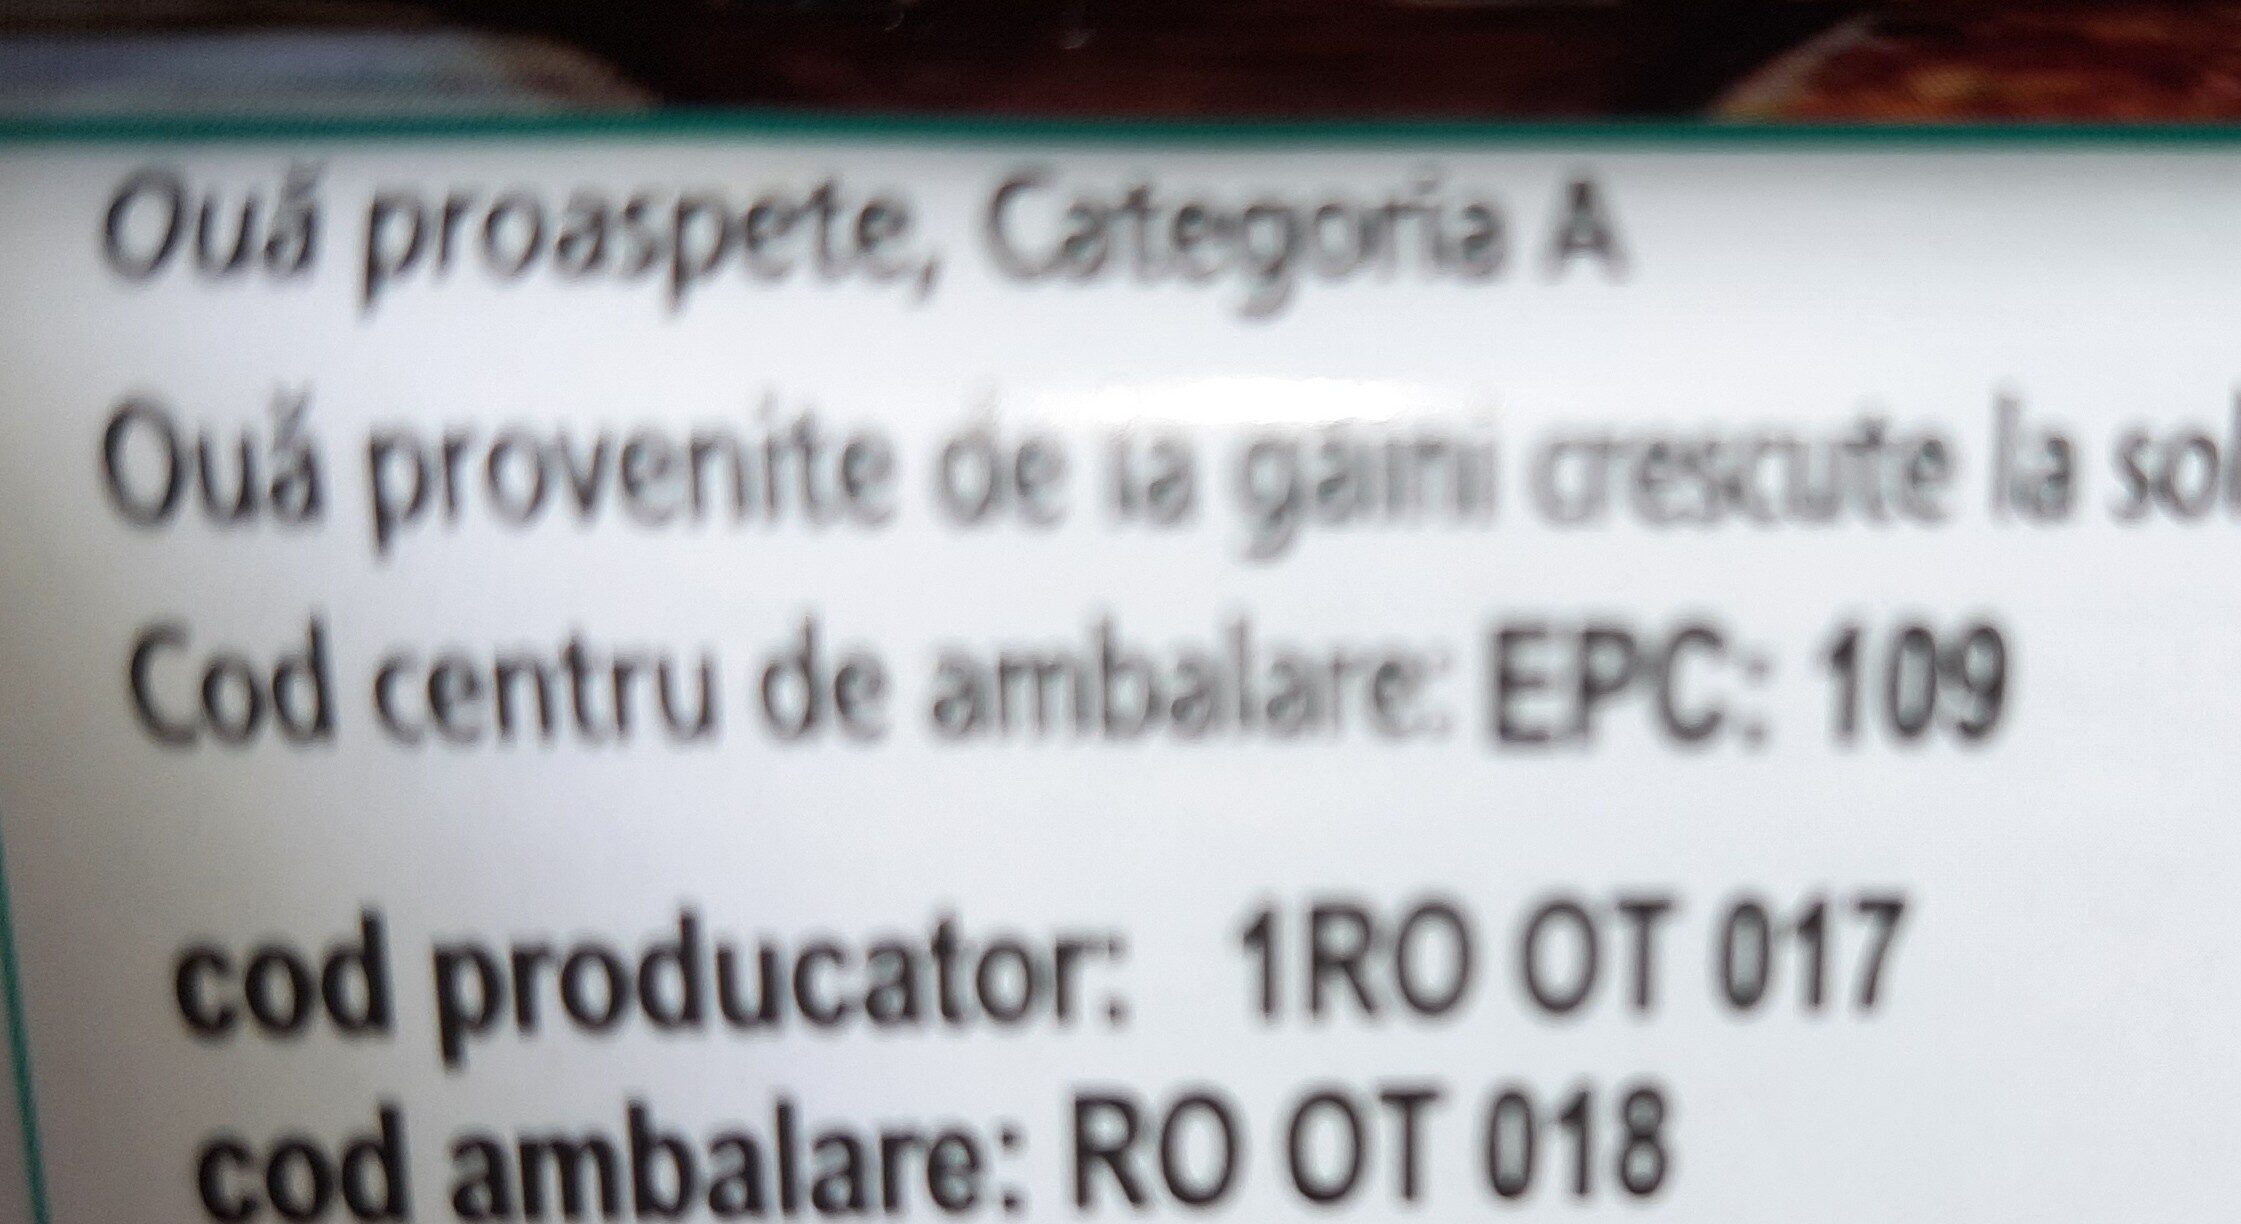 Ouă proaspete, Categoria A
Ouă provenite de la găini crescute la sol
Cod centru de ambalare: EPC: 109
cod producator: 1RO OT 017
cod ambalare: RO OT 018